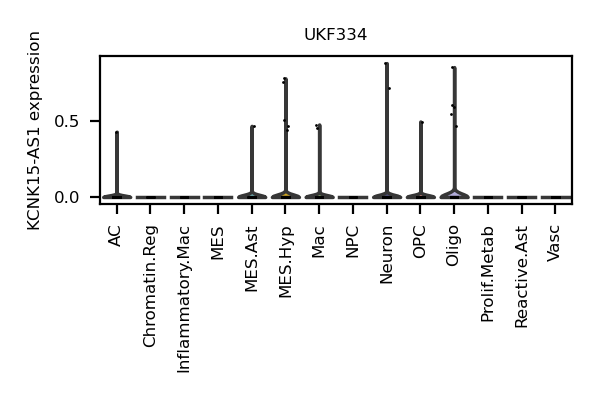 UKF334
KCNK15-AS1 expression
0.5
0.0
AC
Chromatin.Reg
Inflammatory.Mac
MES
MES.Ast
MES.Hyp
Mac
NPC
Neuron
OPC
Oligo
Prolif.Metab
Reactive.Ast
Vasc